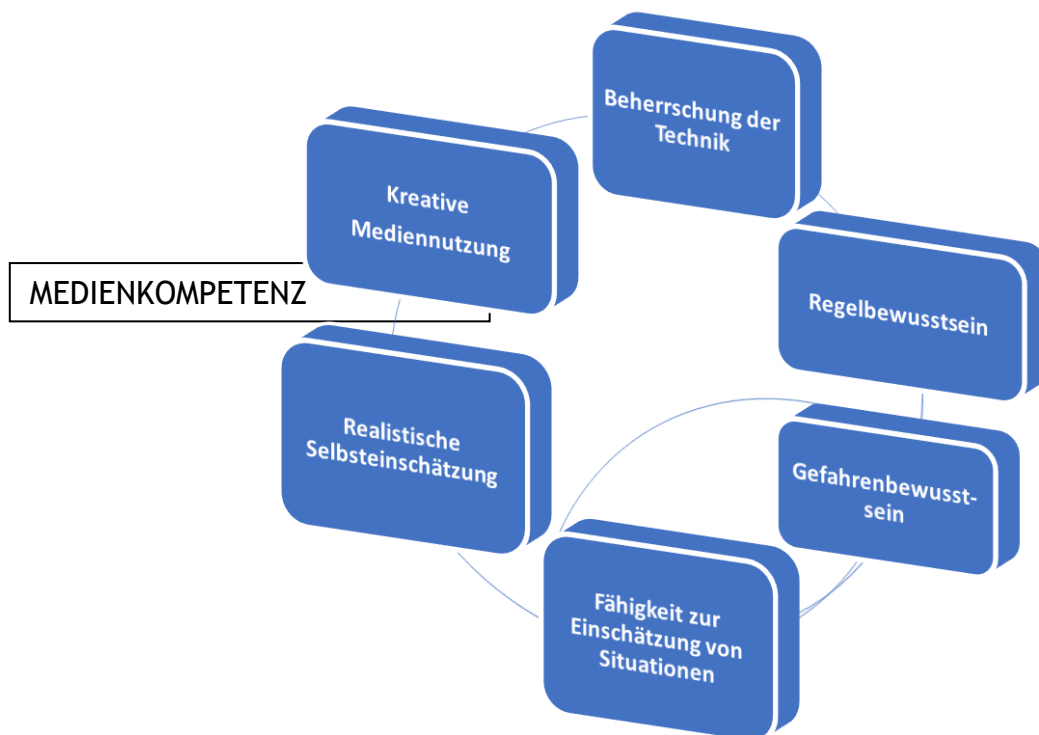 Beherrschung der
Technik
Kreative
Mediennutzung
MEDIENKOMPETENZ
Regelbewusstsein
Realistische
Selbsteinschätzung
Gefahrenbewusst-
sein
Fähigkeit zur
Einschätzung von
Situationen